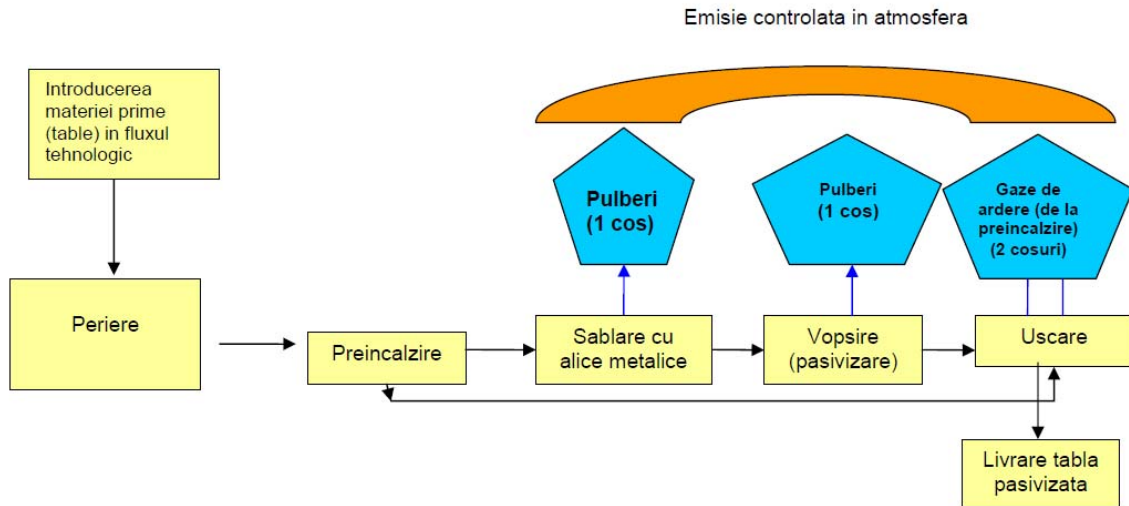 Emisie controlata in atmosfera
Introducerea
materiei prime
(table) in fluxul
tehnologic
Pulberi
(1 cos)
Pulberi
(1 cos)
Gaze de
ardere (de la
preincalzire)
(2 cosuri)
Periere
Preincalzire
Sablare cu
alice metalice
Vopsire
(pasivizare)
Uscare
Livrare tabla
pasivizata